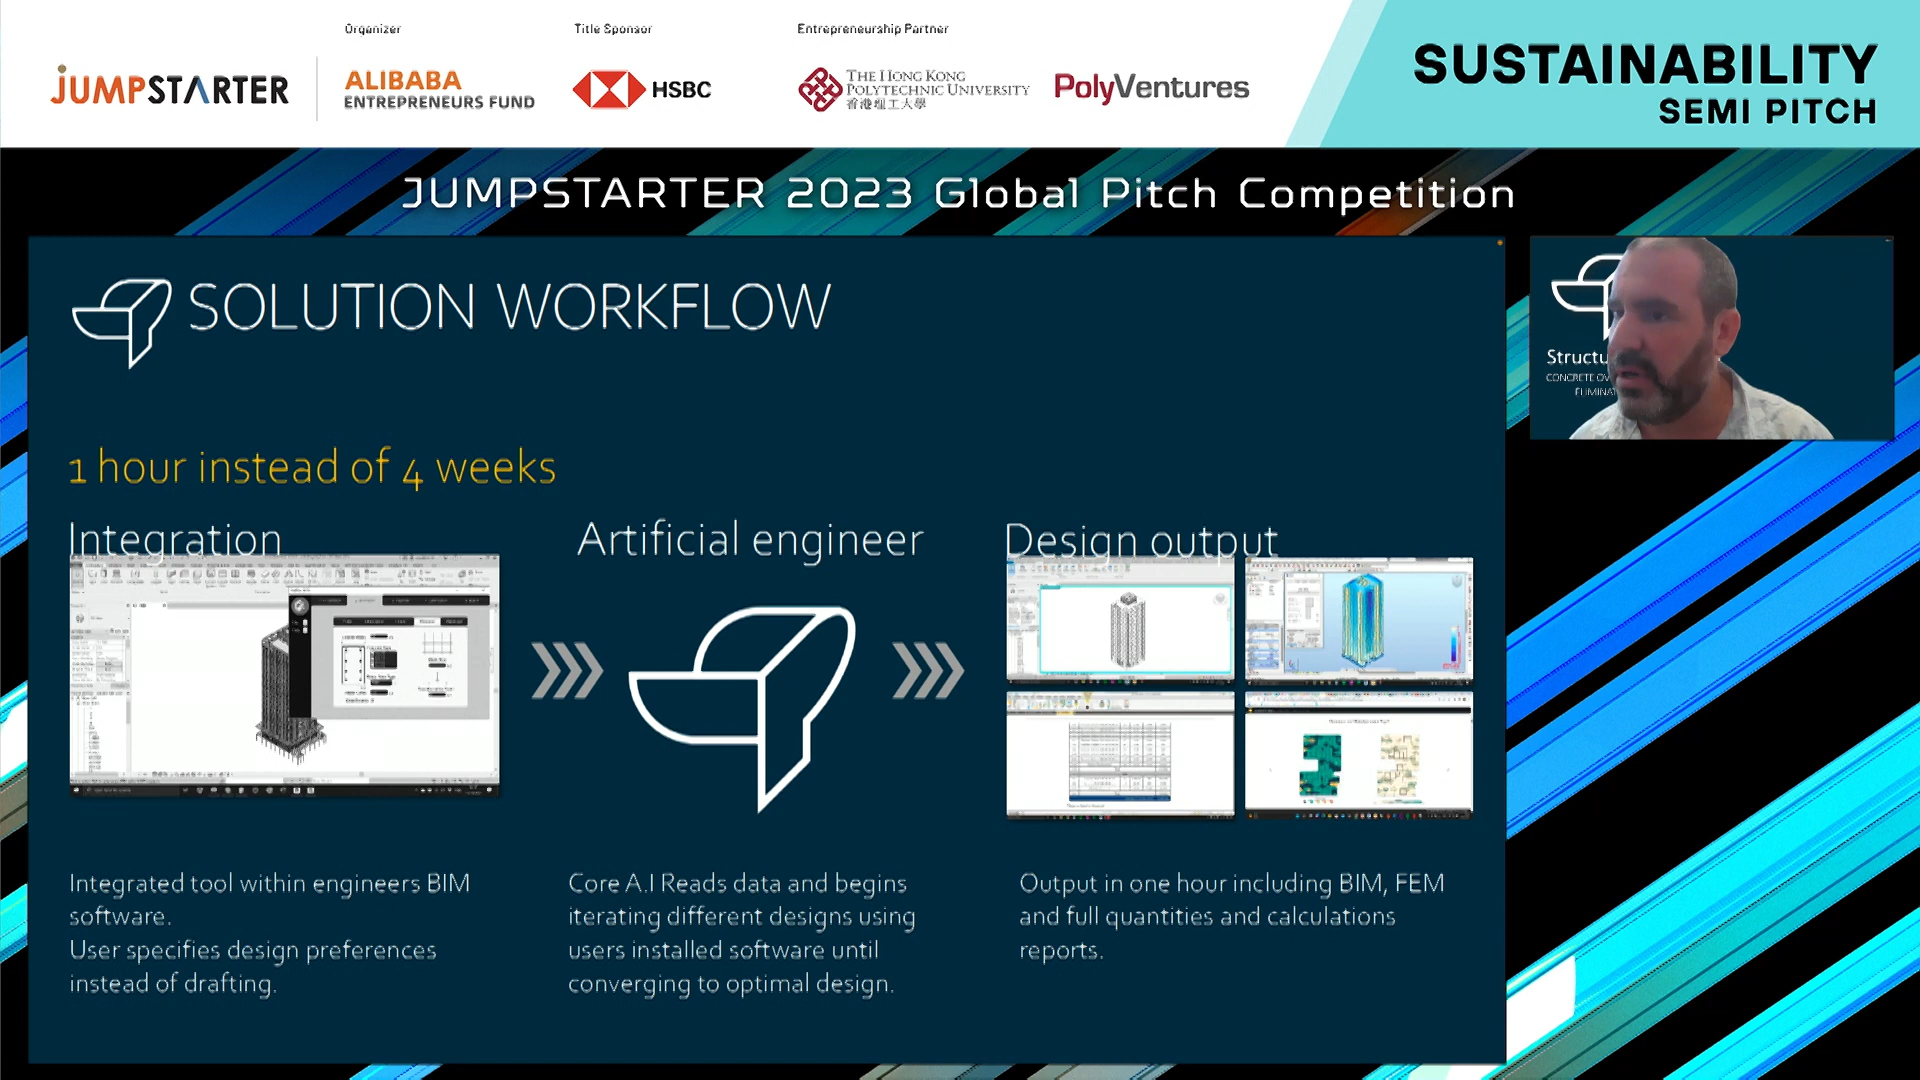 Organizer
Title Sponsor
Entrepreneurship Partner
JUMPSTARTER
ALIBABA
ENTREPRENEURS FUND
HSBC
THE HONG KONG
POLYTECHNIC UNIVERSITY
香港理工大學
PolyVentures
SUSTAINABILITY
SEMI PITCH
JUMPSTARTER 2023 Global Pitch Competition
SOLUTION WORKFLOW
Structu
CONCRETE OV
ELIMINAT
1 hour instead of 4 weeks
Integration
Artificial engineer
Design output
Integrated tool within engineers BIM
software.
User specifies design preferences
instead of drafting.
Core A.I Reads data and begins
iterating different designs using
users installed software until
converging to optimal design.
Output in one hour including BIM, FEM
and full quantities and calculations
reports.